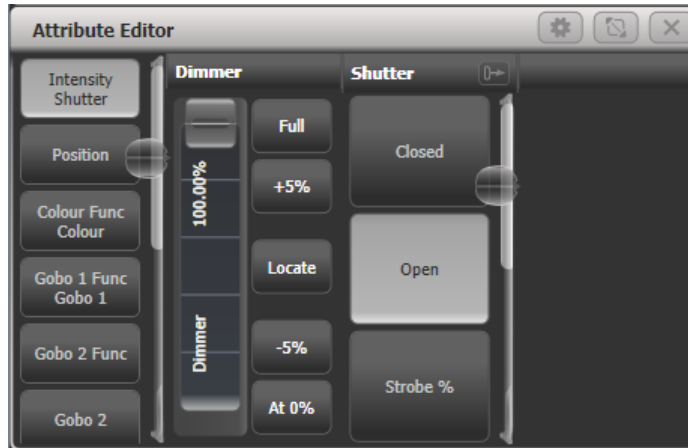 Attribute Editor
Intensity
Shutter
Position
Colour Func
Colour
Gobo 1 Func
Gobo 1
Gobo 2 Func
Gobo 2
Dimmer
100.00%
Dimmer
Full
+5%
Locate
-5%
At 0%
Shutter
Closed
Open
Strobe %